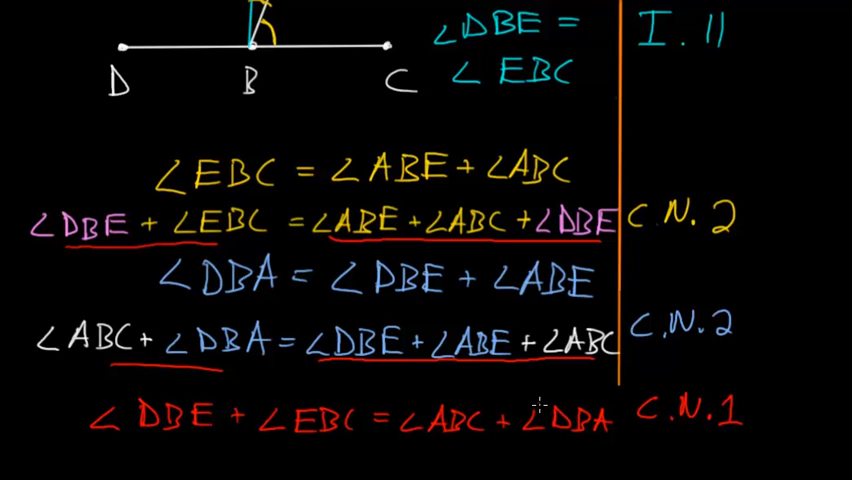 ∠DBE = I.11
∠EBC
D B C
∠EBC = ∠ABE + ∠ABC
∠DBE + ∠EBC = ∠ABE + ∠ABC + ∠DBE C.N.2
∠DBA = ∠DBE + ∠ABE
∠ABC + ∠DBA = ∠DBE + ∠ABE + ∠ABC C.N.2
∠DBE + ∠EBC = ∠ABC + ∠DBA C.N.1